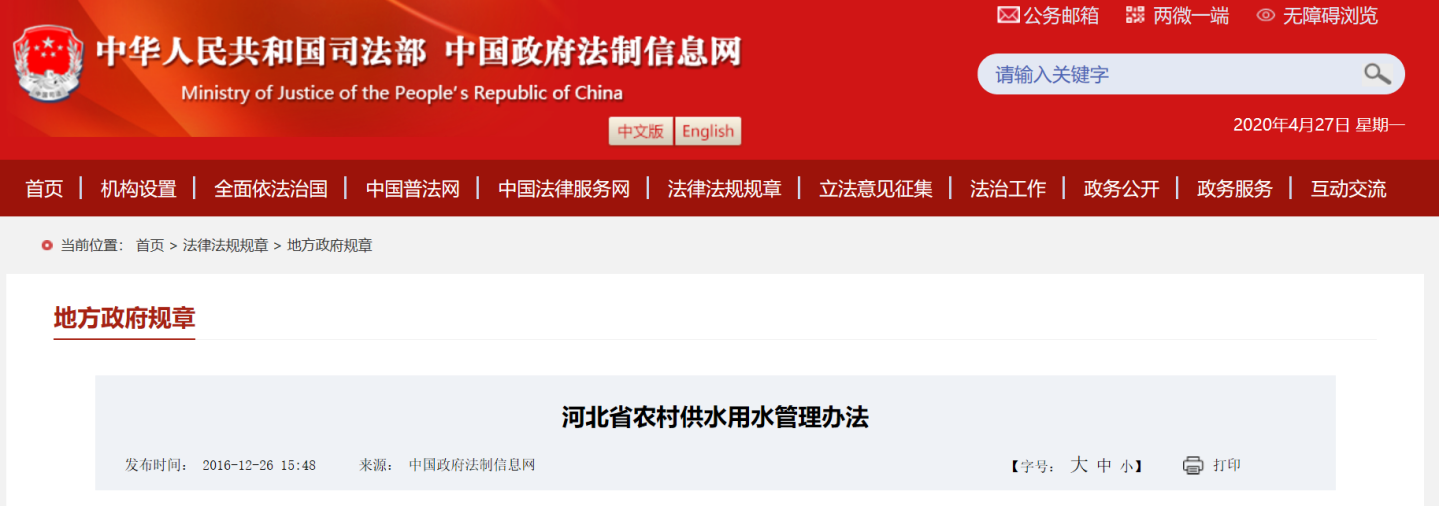 公务邮箱 两微一端 无障碍浏览
中华人民共和国司法部 中国政府法制信息网
Ministry of Justice of the People's Republic of China
请输入关键字
中文版 English
2020年4月27日 星期一
首页 | 机构设置 | 全面依法治国 | 中国普法网 | 中国法律服务网 | 法律法规规章 | 立法意见征集 | 法治工作 | 政务公开 | 政务服务 | 互动交流
当前位置： 首页 > 法律法规规章 > 地方政府规章
地方政府规章
河北省农村供水用水管理办法
发布时间： 2016-12-26 15:48 来源： 中国政府法制信息网 【字号： 大 中 小】 打印